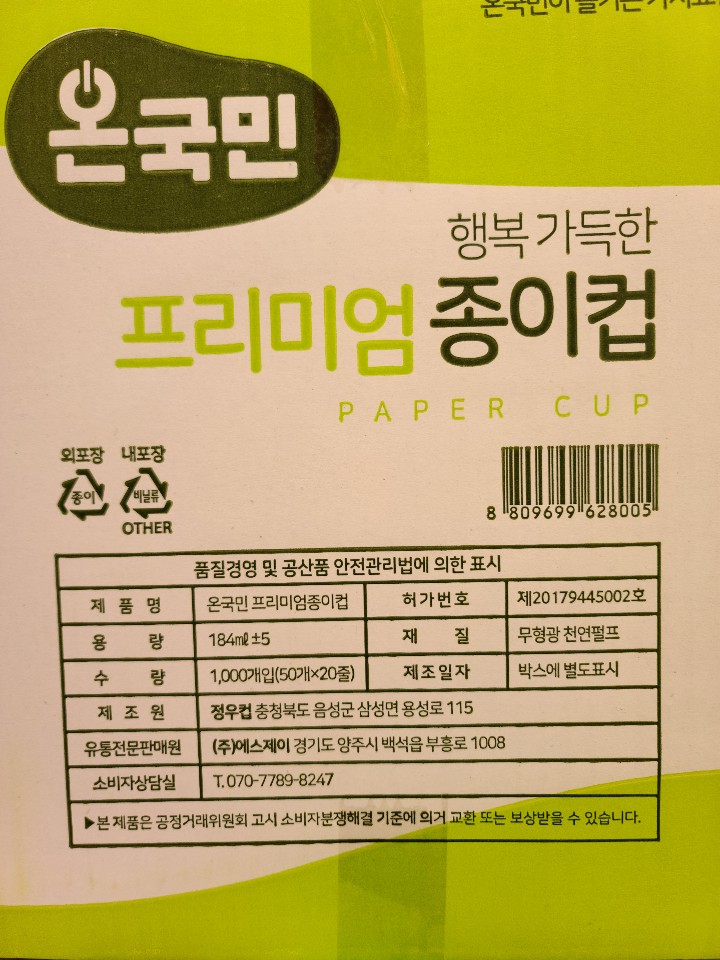 온국민이 즐기는
온국민
행복 가득한
프리미엄 종이컵
PAPER CUP
외포장 내포장
종이 비닐류
OTHER
8 809699 628005
품질경영 및 공산품 안전관리법에 의한 표시
제품명 온국민 프리미엄종이컵 허가번호 제20179445002호
용량 184㎖±5 재질 무형광 천연펄프
수량 1,000개입(50개×20줄) 제조일자 박스에 별도표시
제조원 정우컵 충청북도 음성군 삼성면 용성로 115
유통전문판매원 (주)에스제이 경기도 양주시 백석읍 부흥로 1008
소비자상담실 T.070-7789-8247
▶본 제품은 공정거래위원회 고시 소비자분쟁해결 기준에 의거 교환 또는 보상받을 수 있습니다.